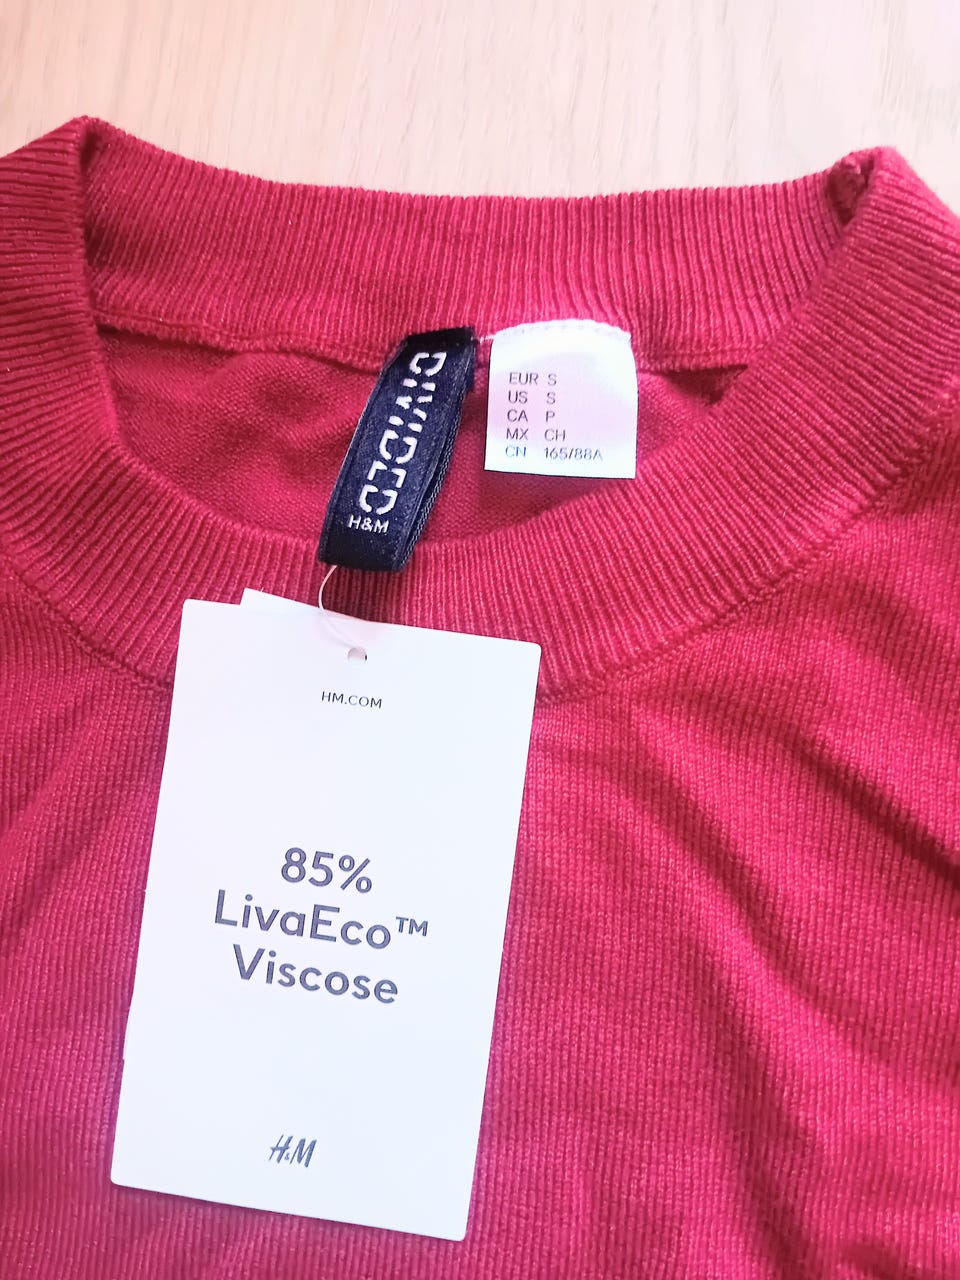 DIVIDED
H&M
EUR S
US S
CA P
MX CH
CN 165/88A
HM.COM
85%
LivaEco™
Viscose
H&M